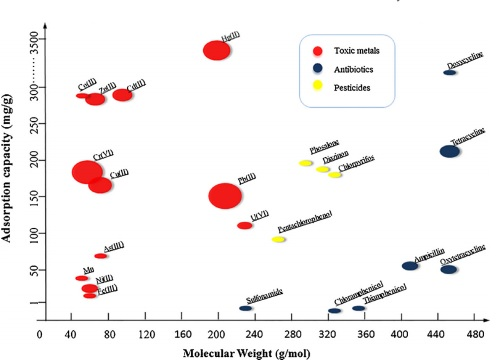 3500
Hg(II)
Toxic metals
Antibiotics
Pesticides
Doxycycline
Co(II)
Zn(II)
Cd(II)
300
250
Tetracycline
200
Cr(VI)
Cu(II)
Phosalone
Diazinon
Chlorpyrifos
Pb(II)
150
U(VI)
Pentachlorophenol
100
As(III)
Ampicillin
Oxytetracycline
Mn
Ni(II)
Fe(III)
50
Sulfonamide
Chloramphenicol
Thiamphenicol
1
0
40
80
120
160
200
240
280
320
360
400
440
480
Adsorption capacity (mg/g)
Molecular Weight (g/mol)